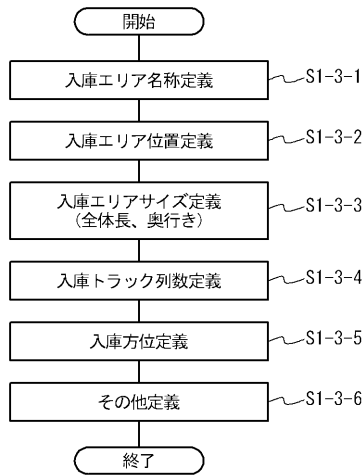 開始
入庫エリア名称定義
S1-3-1
入庫エリア位置定義
S1-3-2
入庫エリアサイズ定義
(全体長、奥行き)
S1-3-3
入庫トラック列数定義
S1-3-4
入庫方位定義
S1-3-5
その他定義
S1-3-6
終了